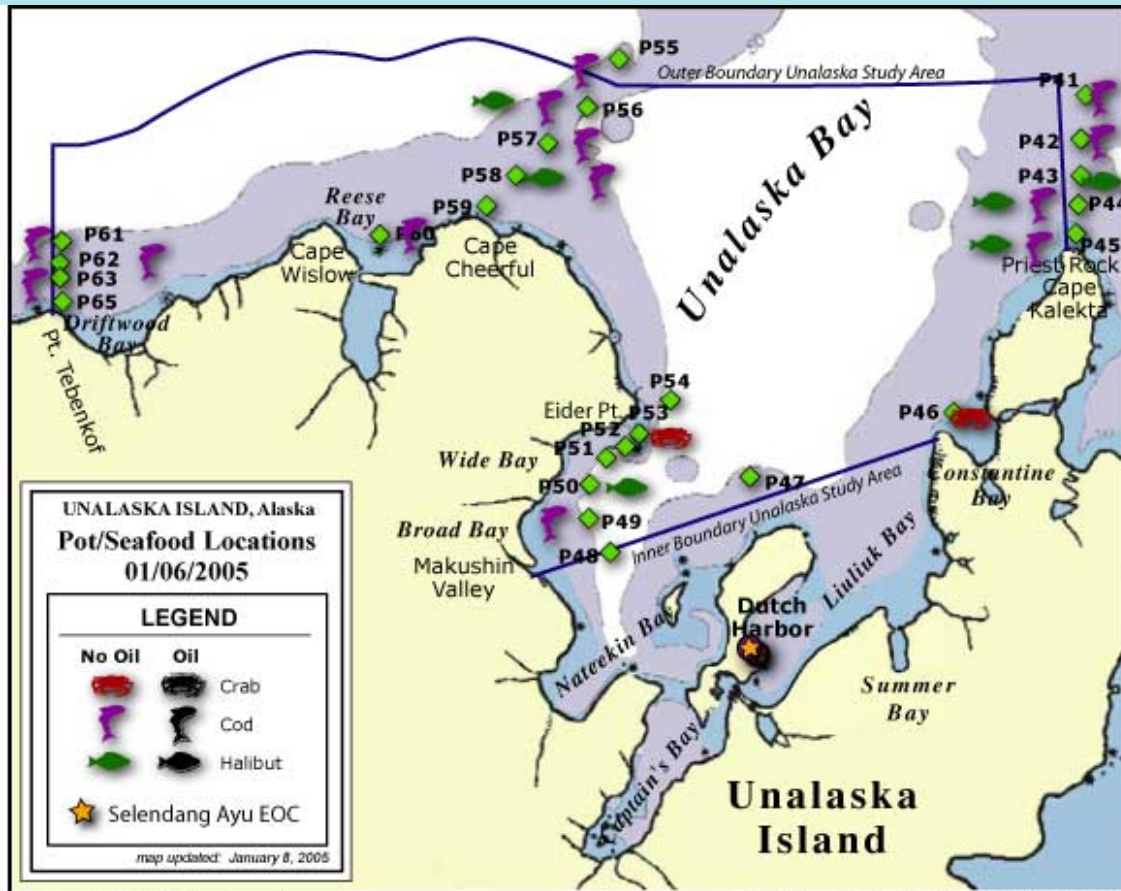 P55
Outer Boundary Unalaska Study Area
P41
P56
P57
P42
P58
P43
Unalaska Bay
Reese
Bay
P59
P44
P61
P60
P45
P62
Cape
Wislow
Cape
Cheerful
Priest Rock
P63
Cape
Kalekta
P65
Driftwood
Bay
Pt. Tebenkof
P54
Eider Pt.
P53
P46
P52
P51
Wide Bay
P47
Constantine
Bay
P50
Inner Boundary Unalaska Study Area
P49
Broad Bay
P48
Makushin
Valley
Liuliuk Bay
Dutch
Harbor
Nateekin Bay
Summer
Bay
Captain's Bay
Unalaska
Island
UNALASKA ISLAND, Alaska
Pot/Seafood Locations
01/06/2005
LEGEND
No Oil Oil
Crab
Cod
Halibut
Selendang Ayu EOC
map updated: January 8, 2005